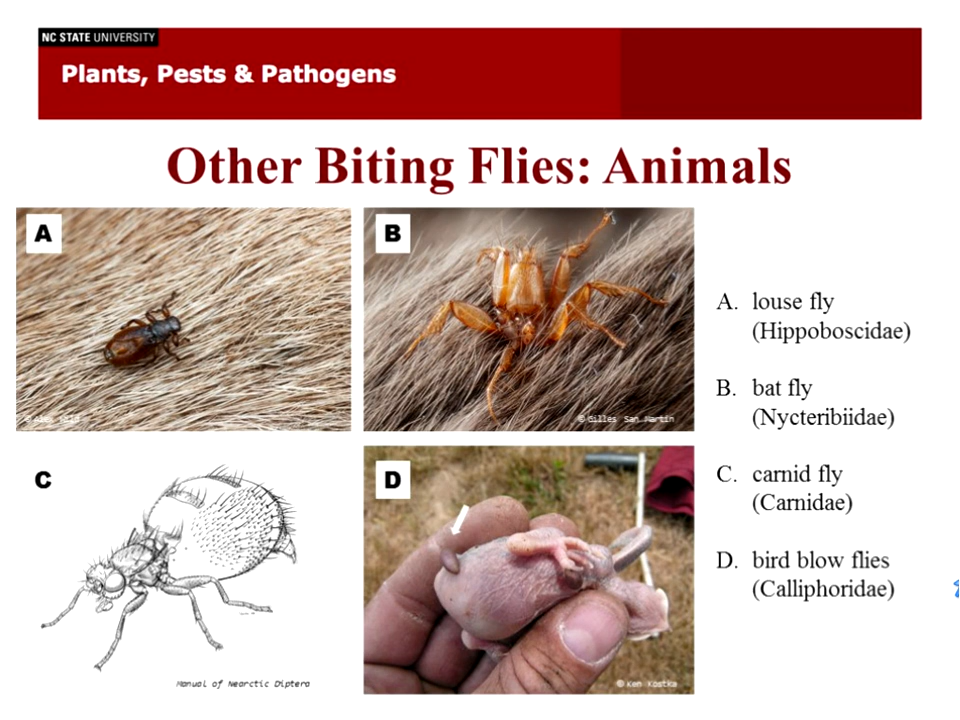 NC STATE UNIVERSITY
Plants, Pests & Pathogens
Other Biting Flies: Animals
A
B
© Gilles San Martin
A. louse fly
(Hippoboscidae)
B. bat fly
(Nycteribiidae)
C. carnid fly
(Carnidae)
D. bird blow flies
(Calliphoridae)
C
Manual of Nearctic Diptera
D
© Ken Kostka